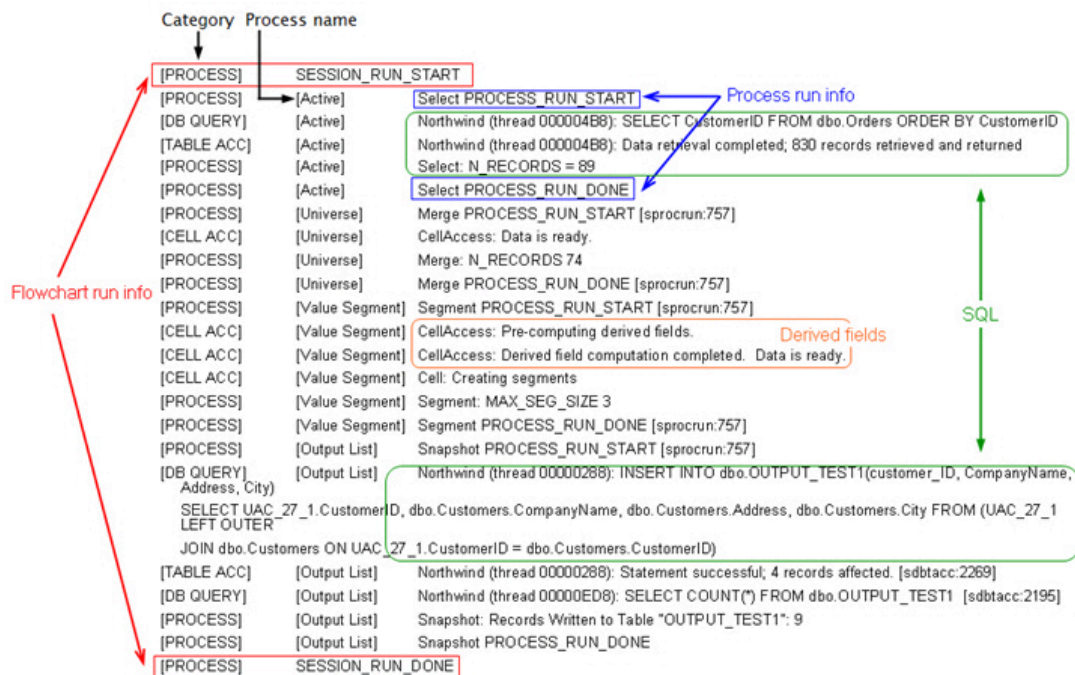 Category Process name
[PROCESS] SESSION_RUN_START
[PROCESS] [Active] Select PROCESS_RUN_START
Process run info
[DB QUERY] [Active] Northwind (thread 000004B8): SELECT CustomerID FROM dbo.Orders ORDER BY CustomerID
[TABLE ACC] [Active] Northwind (thread 000004B8): Data retrieval completed; 830 records retrieved and returned
[PROCESS] [Active] Select: N_RECORDS = 89
[PROCESS] [Active] Select PROCESS_RUN_DONE
[PROCESS] [Universe] Merge PROCESS_RUN_START [sprocrun:757]
[CELL ACC] [Universe] CellAccess: Data is ready.
[PROCESS] [Universe] Merge: N_RECORDS 74
[PROCESS] [Universe] Merge PROCESS_RUN_DONE [sprocrun:757]
Flowchart run info
[PROCESS] [Value Segment] Segment PROCESS_RUN_START [sprocrun:757]
SQL
[CELL ACC] [Value Segment] CellAccess: Pre-computing derived fields.
Derived fields
[CELL ACC] [Value Segment] CellAccess: Derived field computation completed. Data is ready.
[CELL ACC] [Value Segment] Cell: Creating segments
[PROCESS] [Value Segment] Segment: MAX_SEG_SIZE 3
[PROCESS] [Value Segment] Segment PROCESS_RUN_DONE [sprocrun:757]
[PROCESS] [Output List] Snapshot PROCESS_RUN_START [sprocrun:757]
[DB QUERY] [Output List] Northwind (thread 00000288): INSERT INTO dbo.OUTPUT_TEST1(customer_ID, CompanyName,
Address, City)
SELECT UAC_27_1.CustomerID, dbo.Customers.CompanyName, dbo.Customers.Address, dbo.Customers.City FROM (UAC_27_1
LEFT OUTER
JOIN dbo.Customers ON UAC_27_1.CustomerID = dbo.Customers.CustomerID)
[TABLE ACC] [Output List] Northwind (thread 00000288): Statement successful; 4 records affected. [sdbtacc:2269]
[DB QUERY] [Output List] Northwind (thread 00000ED8): SELECT COUNT(*) FROM dbo.OUTPUT_TEST1 [sdbtacc:2195]
[PROCESS] [Output List] Snapshot: Records Written to Table "OUTPUT_TEST1": 9
[PROCESS] [Output List] Snapshot PROCESS_RUN_DONE
[PROCESS] SESSION_RUN_DONE